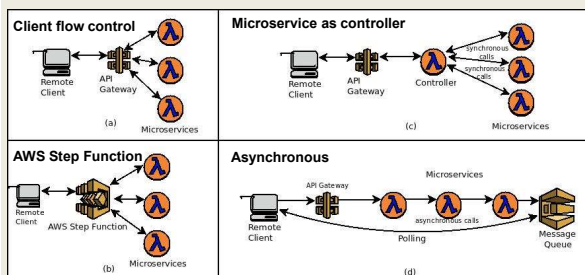 Client flow control
Remote
Client
API
Gateway
(a)
Microservices
Microservice as controller
Remote
Client
API
Gateway
Controller
synchronous
calls
synchronous
calls
(c)
Microservices
AWS Step Function
Remote
Client
AWS Step Function
(b)
Microservices
Asynchronous
API Gateway
Microservices
asynchronous calls
Remote
Client
Polling
Message
Queue
(d)